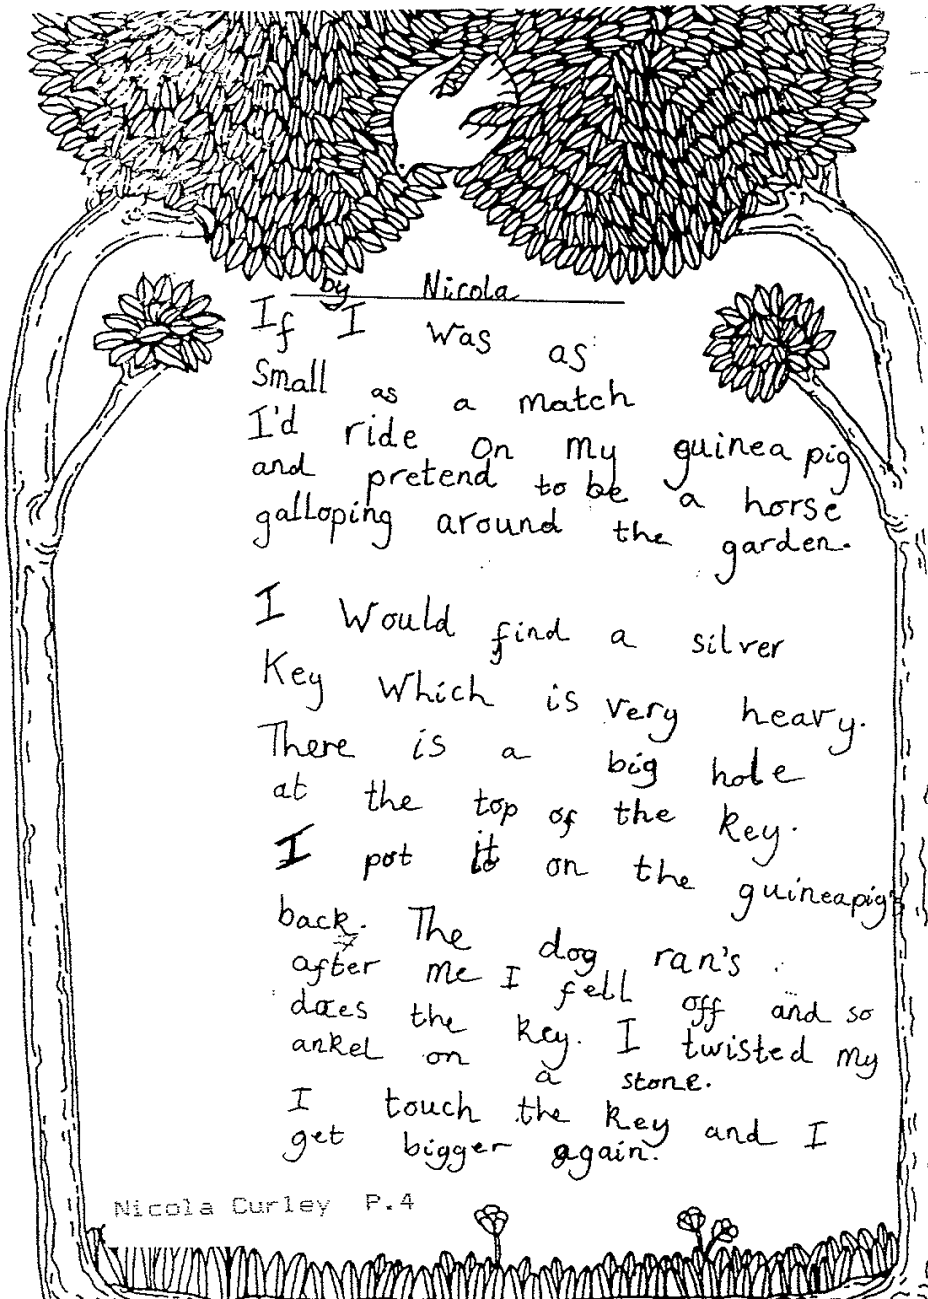 by Nicola
If I was as
Small as a match
I'd ride on my guinea pig
and pretend to be a horse
galloping around the garden.
I Would find a silver
Key Which is very heavy.
There is a big hole
at the top of the key.
I pot it on the guineapig's
back. The dog ran's
after me I fell off and so
does the key. I twisted my
ankel on a stone.
I touch the key and I
get bigger again.
Nicola Curley P.4